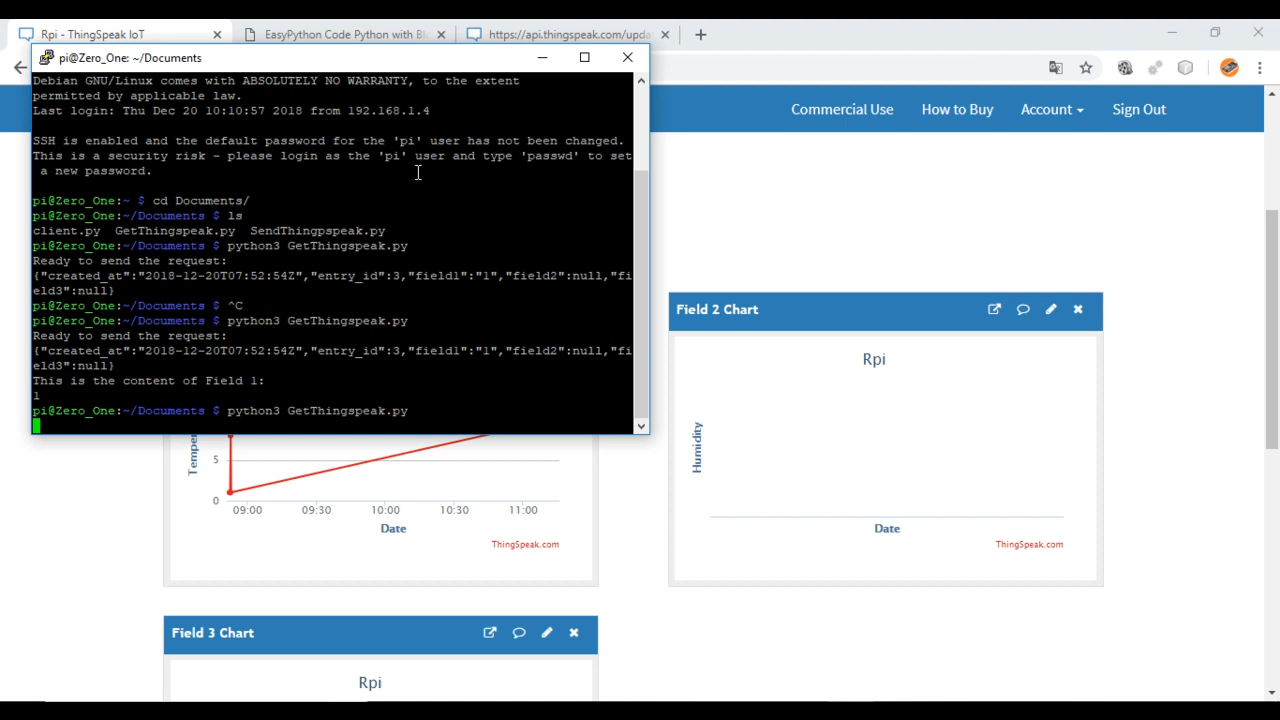 Rpi - ThingSpeak IoT
EasyPython Code Python with Bl
https://api.thingspeak.com/upda
pi@Zero_One: ~/Documents
Debian GNU/Linux comes with ABSOLUTELY NO WARRANTY, to the extent
permitted by applicable law.
Last login: Thu Dec 20 10:10:57 2018 from 192.168.1.4
SSH is enabled and the default password for the 'pi' user has not been changed.
This is a security risk - please login as the 'pi' user and type 'passwd' to set
a new password.
pi@Zero_One:~ $ cd Documents/
pi@Zero_One:~/Documents $ ls
client.py GetThingspeak.py SendThingpspeak.py
pi@Zero_One:~/Documents $ python3 GetThingspeak.py
Ready to send the request:
{"created_at":"2018-12-20T07:52:54Z","entry_id":3,"field1":"1","field2":null,"fi
eld3":null}
pi@Zero_One:~/Documents $ ^C
pi@Zero_One:~/Documents $ python3 GetThingspeak.py
Ready to send the request:
{"created_at":"2018-12-20T07:52:54Z","entry_id":3,"field1":"1","field2":null,"fi
eld3":null}
This is the content of Field 1:
1
pi@Zero_One:~/Documents $ python3 GetThingspeak.py
Commercial Use
How to Buy
Account
Sign Out
Field 2 Chart
Rpi
Humidity
Date
ThingSpeak.com
5
0
09:00
09:30
10:00
10:30
11:00
Date
ThingSpeak.com
Field 3 Chart
Rpi